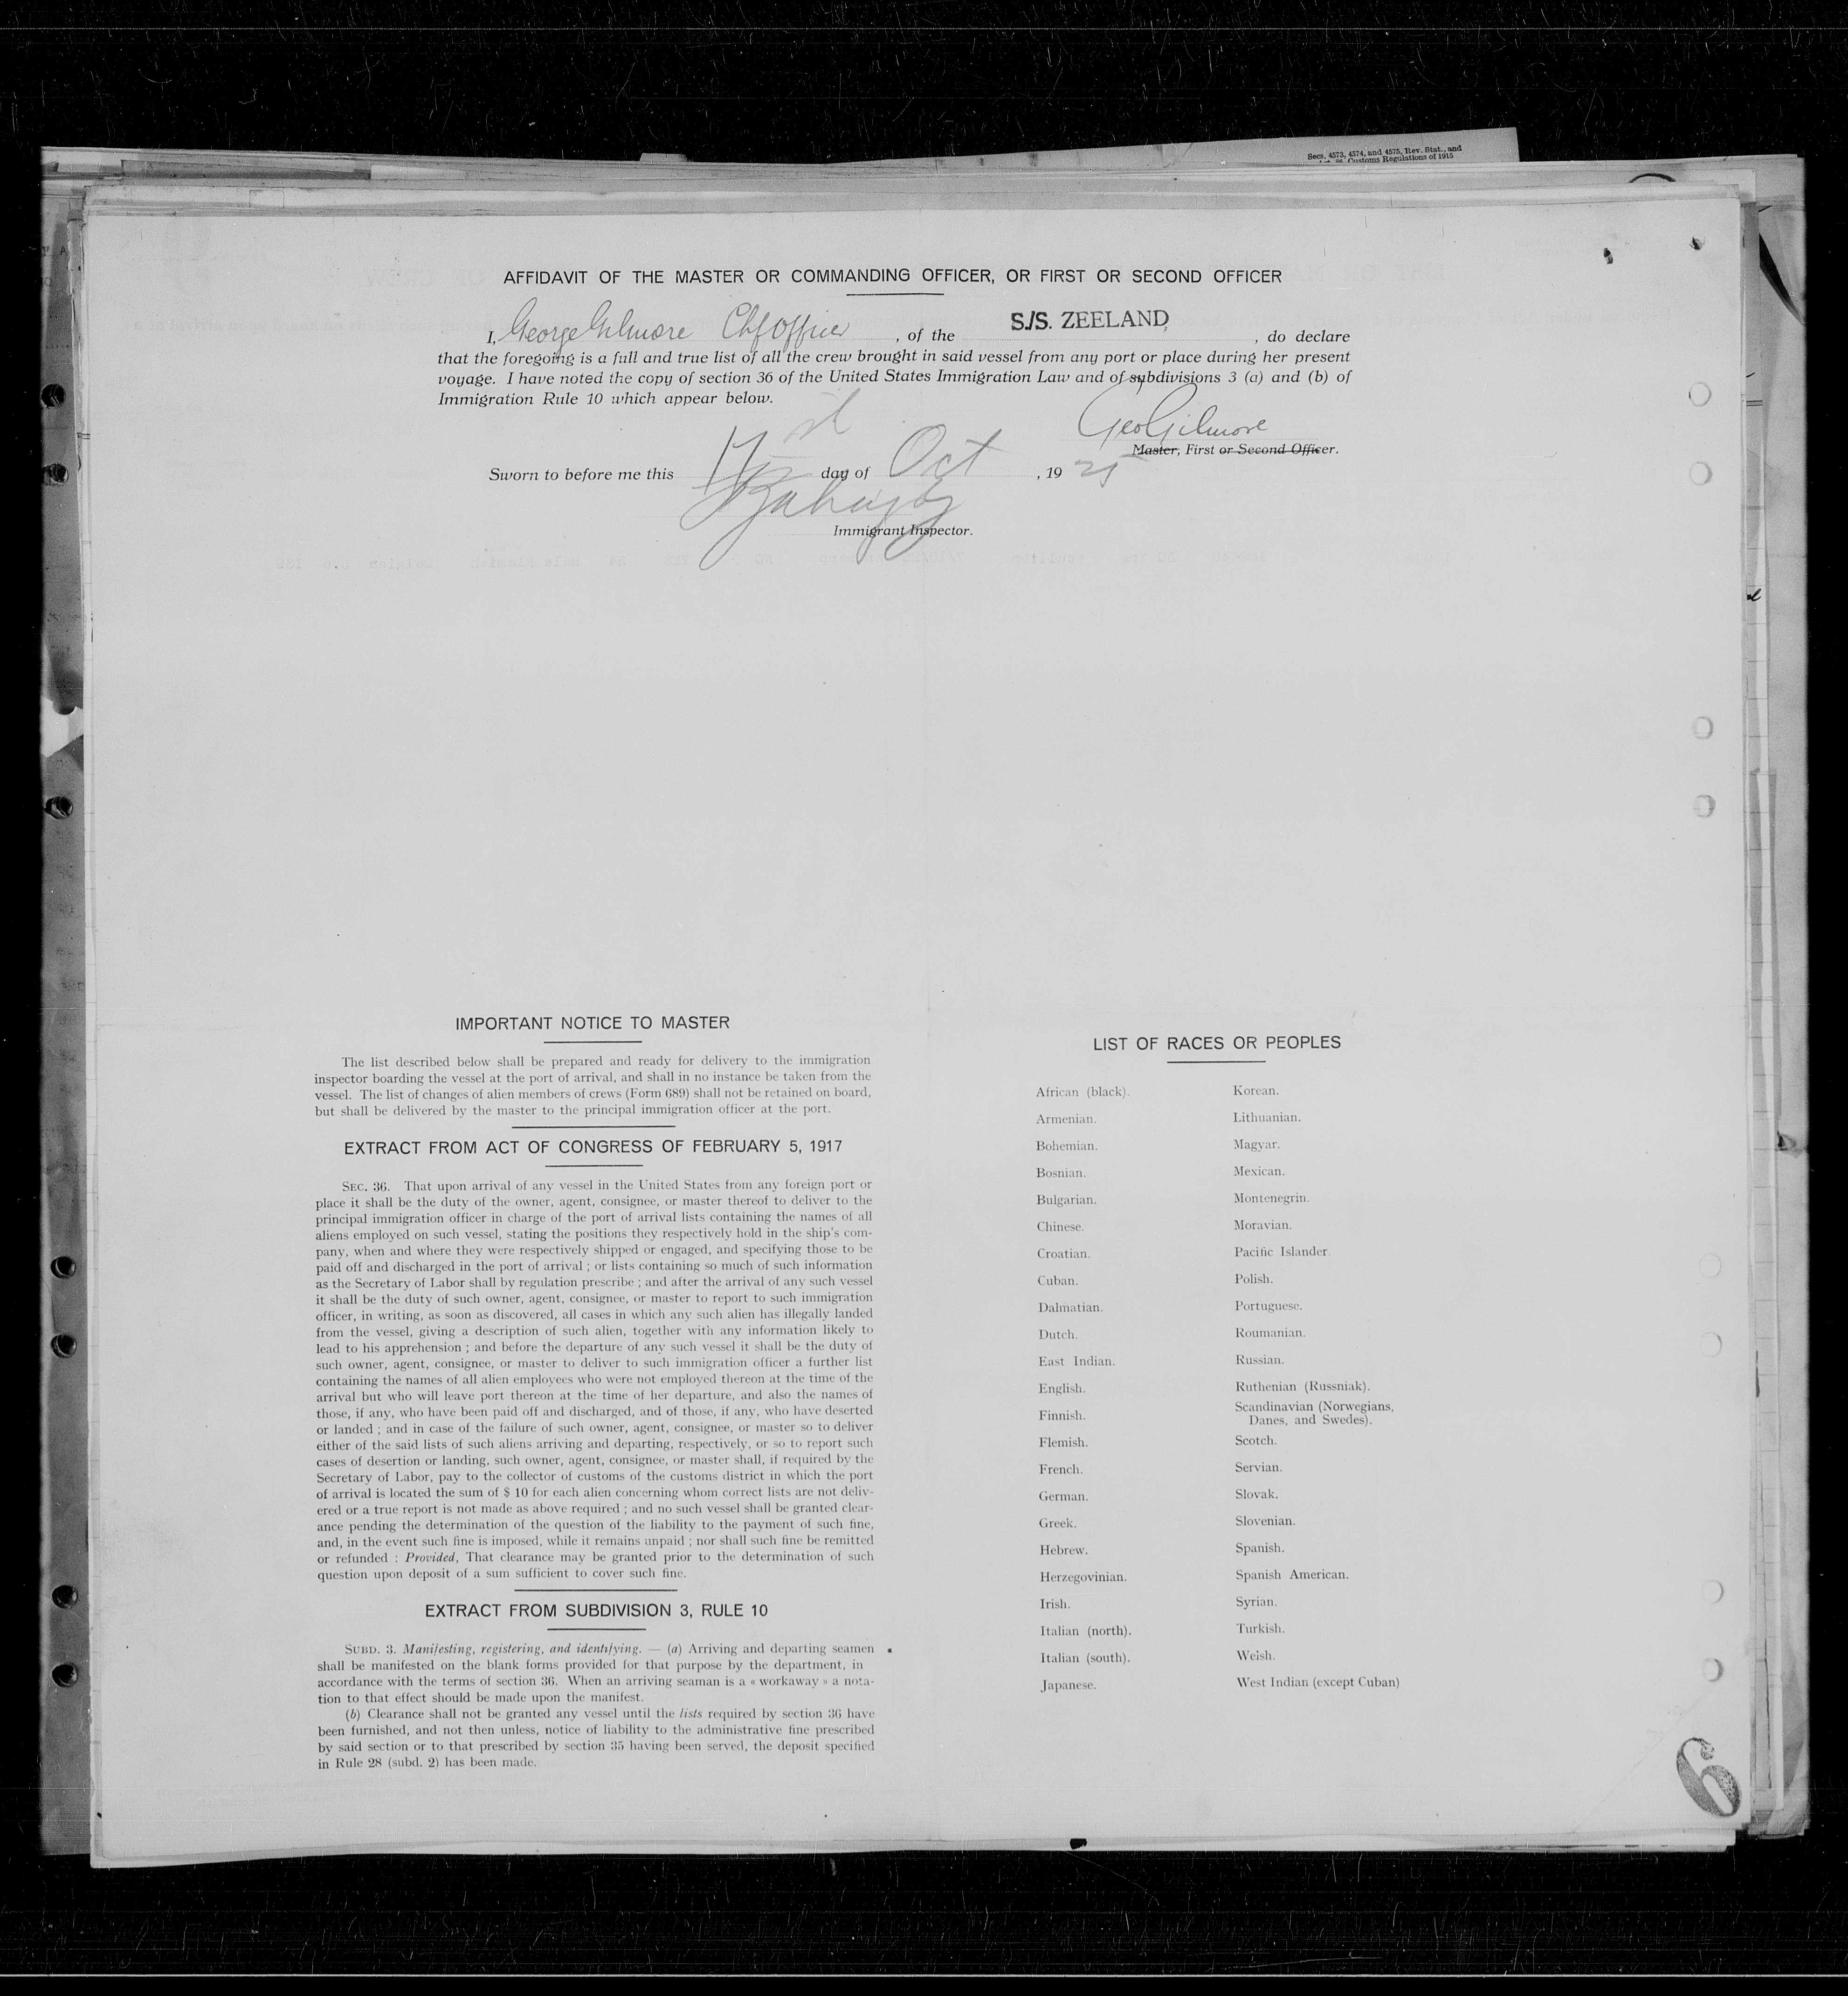 Secs. 4573, 4574, and 4575, Rev. Stat., and
Customs Regulations of 1915
AFFIDAVIT OF THE MASTER OR COMMANDING OFFICER, OR FIRST OR SECOND OFFICER
I, George Gilmore Chf Officer, of the S./S. ZEELAND, do declare
that the foregoing is a full and true list of all the crew brought in said vessel from any port or place during her present
voyage. I have noted the copy of section 36 of the United States Immigration Law and of subdivisions 3 (a) and (b) of
Immigration Rule 10 which appear below.
Geo Gilmore
Master, First or Second Officer.
Sworn to before me this 17 day of Oct, 19 25
Immigrant Inspector.
IMPORTANT NOTICE TO MASTER
The list described below shall be prepared and ready for delivery to the immigration
inspector boarding the vessel at the port of arrival, and shall in no instance be taken from the
vessel. The list of changes of alien members of crews (Form 689) shall not be retained on board,
but shall be delivered by the master to the principal immigration officer at the port.
EXTRACT FROM ACT OF CONGRESS OF FEBRUARY 5, 1917
SEC. 36. That upon arrival of any vessel in the United States from any foreign port or
place it shall be the duty of the owner, agent, consignee, or master thereof to deliver to the
principal immigration officer in charge of the port of arrival lists containing the names of all
aliens employed on such vessel, stating the positions they respectively hold in the ship's com-
pany, when and where they were respectively shipped or engaged, and specifying those to be
paid off and discharged in the port of arrival ; or lists containing so much of such information
as the Secretary of Labor shall by regulation prescribe ; and after the arrival of any such vessel
it shall be the duty of such owner, agent, consignee, or master to report to such immigration
officer, in writing, as soon as discovered, all cases in which any such alien has illegally landed
from the vessel, giving a description of such alien, together with any information likely to
lead to his apprehension ; and before the departure of any such vessel it shall be the duty of
such owner, agent, consignee, or master to deliver to such immigration officer a further list
containing the names of all alien employees who were not employed thereon at the time of the
arrival but who will leave port thereon at the time of her departure, and also the names of
those, if any, who have been paid off and discharged, and of those, if any, who have deserted
or landed ; and in case of the failure of such owner, agent, consignee, or master so to deliver
either of the said lists of such aliens arriving and departing, respectively, or so to report such
cases of desertion or landing, such owner, agent, consignee, or master shall, if required by the
Secretary of Labor, pay to the collector of customs of the customs district in which the port
of arrival is located the sum of $ 10 for each alien concerning whom correct lists are not deliv-
ered or a true report is not made as above required ; and no such vessel shall be granted clear-
ance pending the determination of the question of the liability to the payment of such fine,
and, in the event such fine is imposed, while it remains unpaid ; nor shall such fine be remitted
or refunded : Provided, That clearance may be granted prior to the determination of such
question upon deposit of a sum sufficient to cover such fine.
EXTRACT FROM SUBDIVISION 3, RULE 10
SUBD. 3. Manifesting, registering, and identifying. — (a) Arriving and departing seamen
shall be manifested on the blank forms provided for that purpose by the department, in
accordance with the terms of section 36. When an arriving seaman is a « workaway » a nota-
tion to that effect should be made upon the manifest.
(b) Clearance shall not be granted any vessel until the lists required by section 36 have
been furnished, and not then unless, notice of liability to the administrative fine prescribed
by said section or to that prescribed by section 35 having been served, the deposit specified
in Rule 28 (subd. 2) has been made.
LIST OF RACES OR PEOPLES
African (black).
Armenian.
Bohemian.
Bosnian.
Bulgarian.
Chinese.
Croatian.
Cuban.
Dalmatian.
Dutch.
East Indian.
English.
Finnish.
Flemish.
French.
German.
Greek.
Hebrew.
Herzegovinian.
Irish.
Italian (north).
Italian (south).
Japanese.
Korean.
Lithuanian.
Magyar.
Mexican.
Montenegrin.
Moravian.
Pacific Islander
Polish.
Portuguese.
Roumanian.
Russian.
Ruthenian (Russniak).
Scandinavian (Norwegians,
Danes, and Swedes).
Scotch.
Servian.
Slovak.
Slovenian.
Spanish.
Spanish American.
Syrian.
Turkish.
Welsh.
West Indian (except Cuban)
6